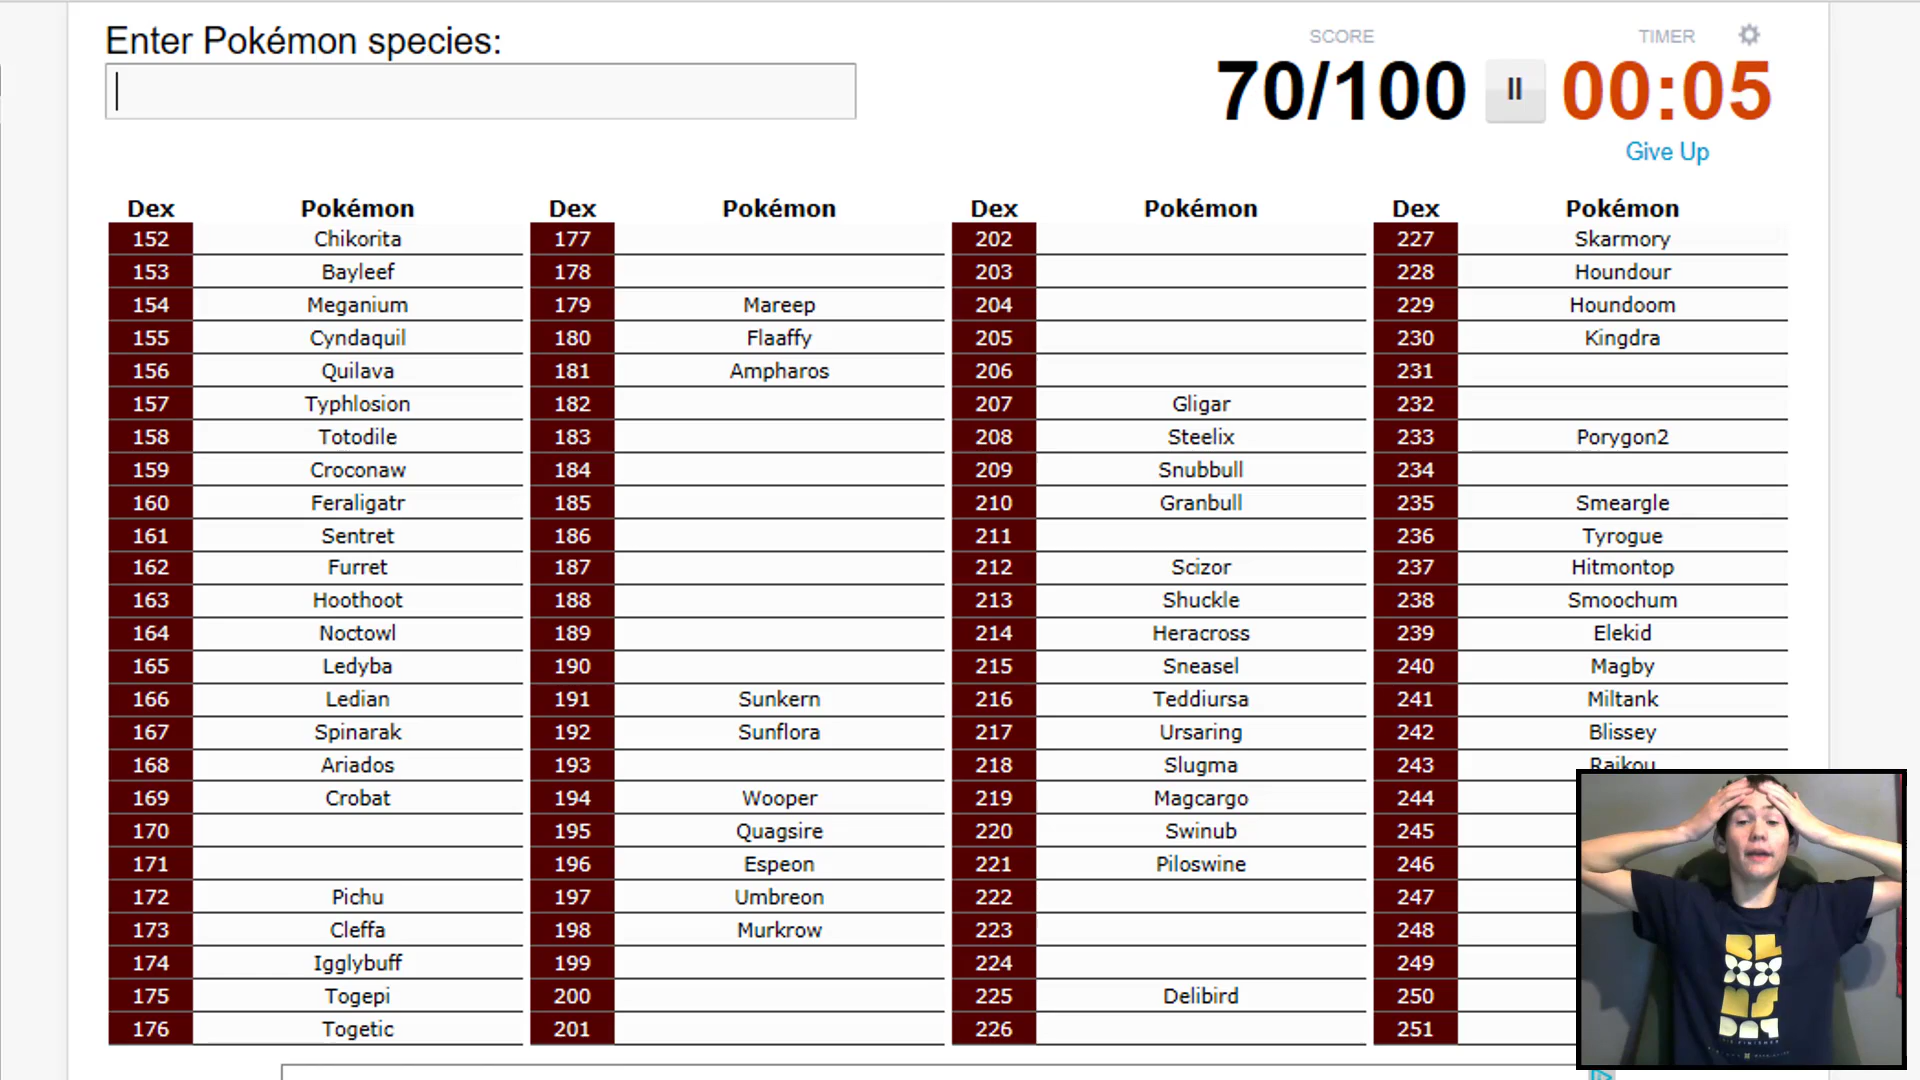 Enter Pokémon species:
SCORE
TIMER
70/100
00:05
Give Up
Dex Pokémon Dex Pokémon Dex Pokémon Dex Pokémon
152 Chikorita 177 202 227 Skarmory
153 Bayleef 178 203 228 Houndour
154 Meganium 179 Mareep 204 229 Houndoom
155 Cyndaquil 180 Flaaffy 205 230 Kingdra
156 Quilava 181 Ampharos 206 231
157 Typhlosion 182 207 Gligar 232
158 Totodile 183 208 Steelix 233 Porygon2
159 Croconaw 184 209 Snubbull 234
160 Feraligatr 185 210 Granbull 235 Smeargle
161 Sentret 186 211 236 Tyrogue
162 Furret 187 212 Scizor 237 Hitmontop
163 Hoothoot 188 213 Shuckle 238 Smoochum
164 Noctowl 189 214 Heracross 239 Elekid
165 Ledyba 190 215 Sneasel 240 Magby
166 Ledian 191 Sunkern 216 Teddiursa 241 Miltank
167 Spinarak 192 Sunflora 217 Ursaring 242 Blissey
168 Ariados 193 218 Slugma 243 Raikou
169 Crobat 194 Wooper 219 Magcargo 244
170 195 Quagsire 220 Swinub 245
171 196 Espeon 221 Piloswine 246
172 Pichu 197 Umbreon 222 247
173 Cleffa 198 Murkrow 223 248
174 Igglybuff 199 224 249
175 Togepi 200 225 Delibird 250
176 Togetic 201 226 251